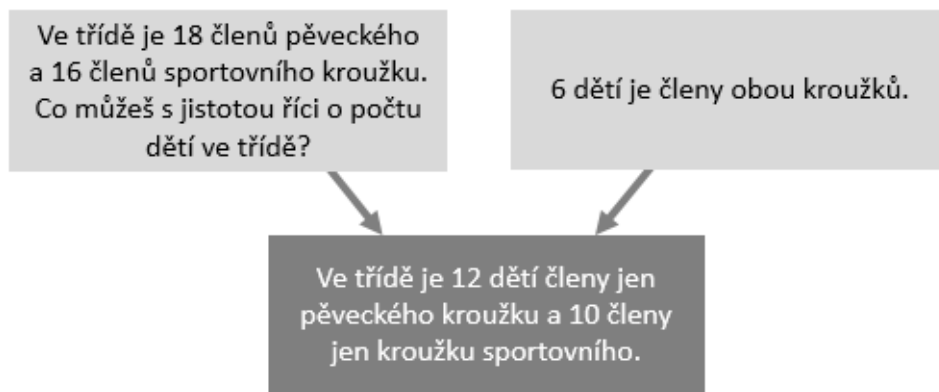 Ve třídě je 18 členů pěveckého
a 16 členů sportovního kroužku.
Co můžeš s jistotou říci o počtu
dětí ve třídě?
6 dětí je členy obou kroužků.
Ve třídě je 12 dětí členy jen
pěveckého kroužku a 10 členy
jen kroužku sportovního.